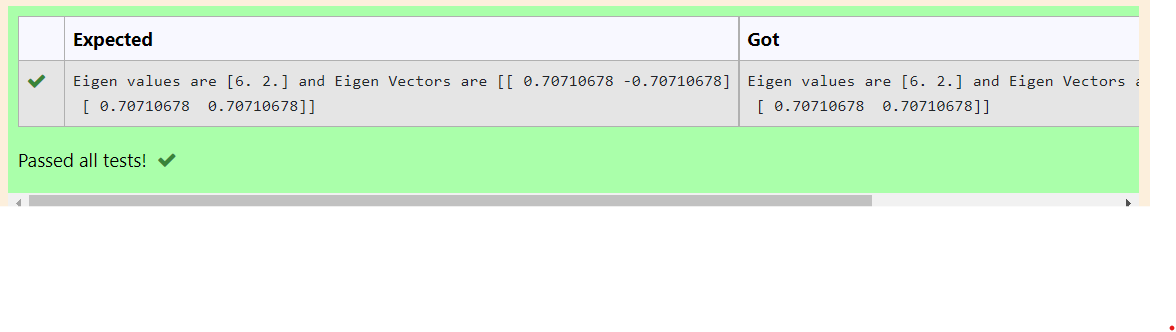 Expected Got
Eigen values are [6. 2.] and Eigen Vectors are [[ 0.70710678 -0.70710678] Eigen values are [6. 2.] and Eigen Vectors
[ 0.70710678  0.70710678]] [ 0.70710678  0.70710678]]
Passed all tests!